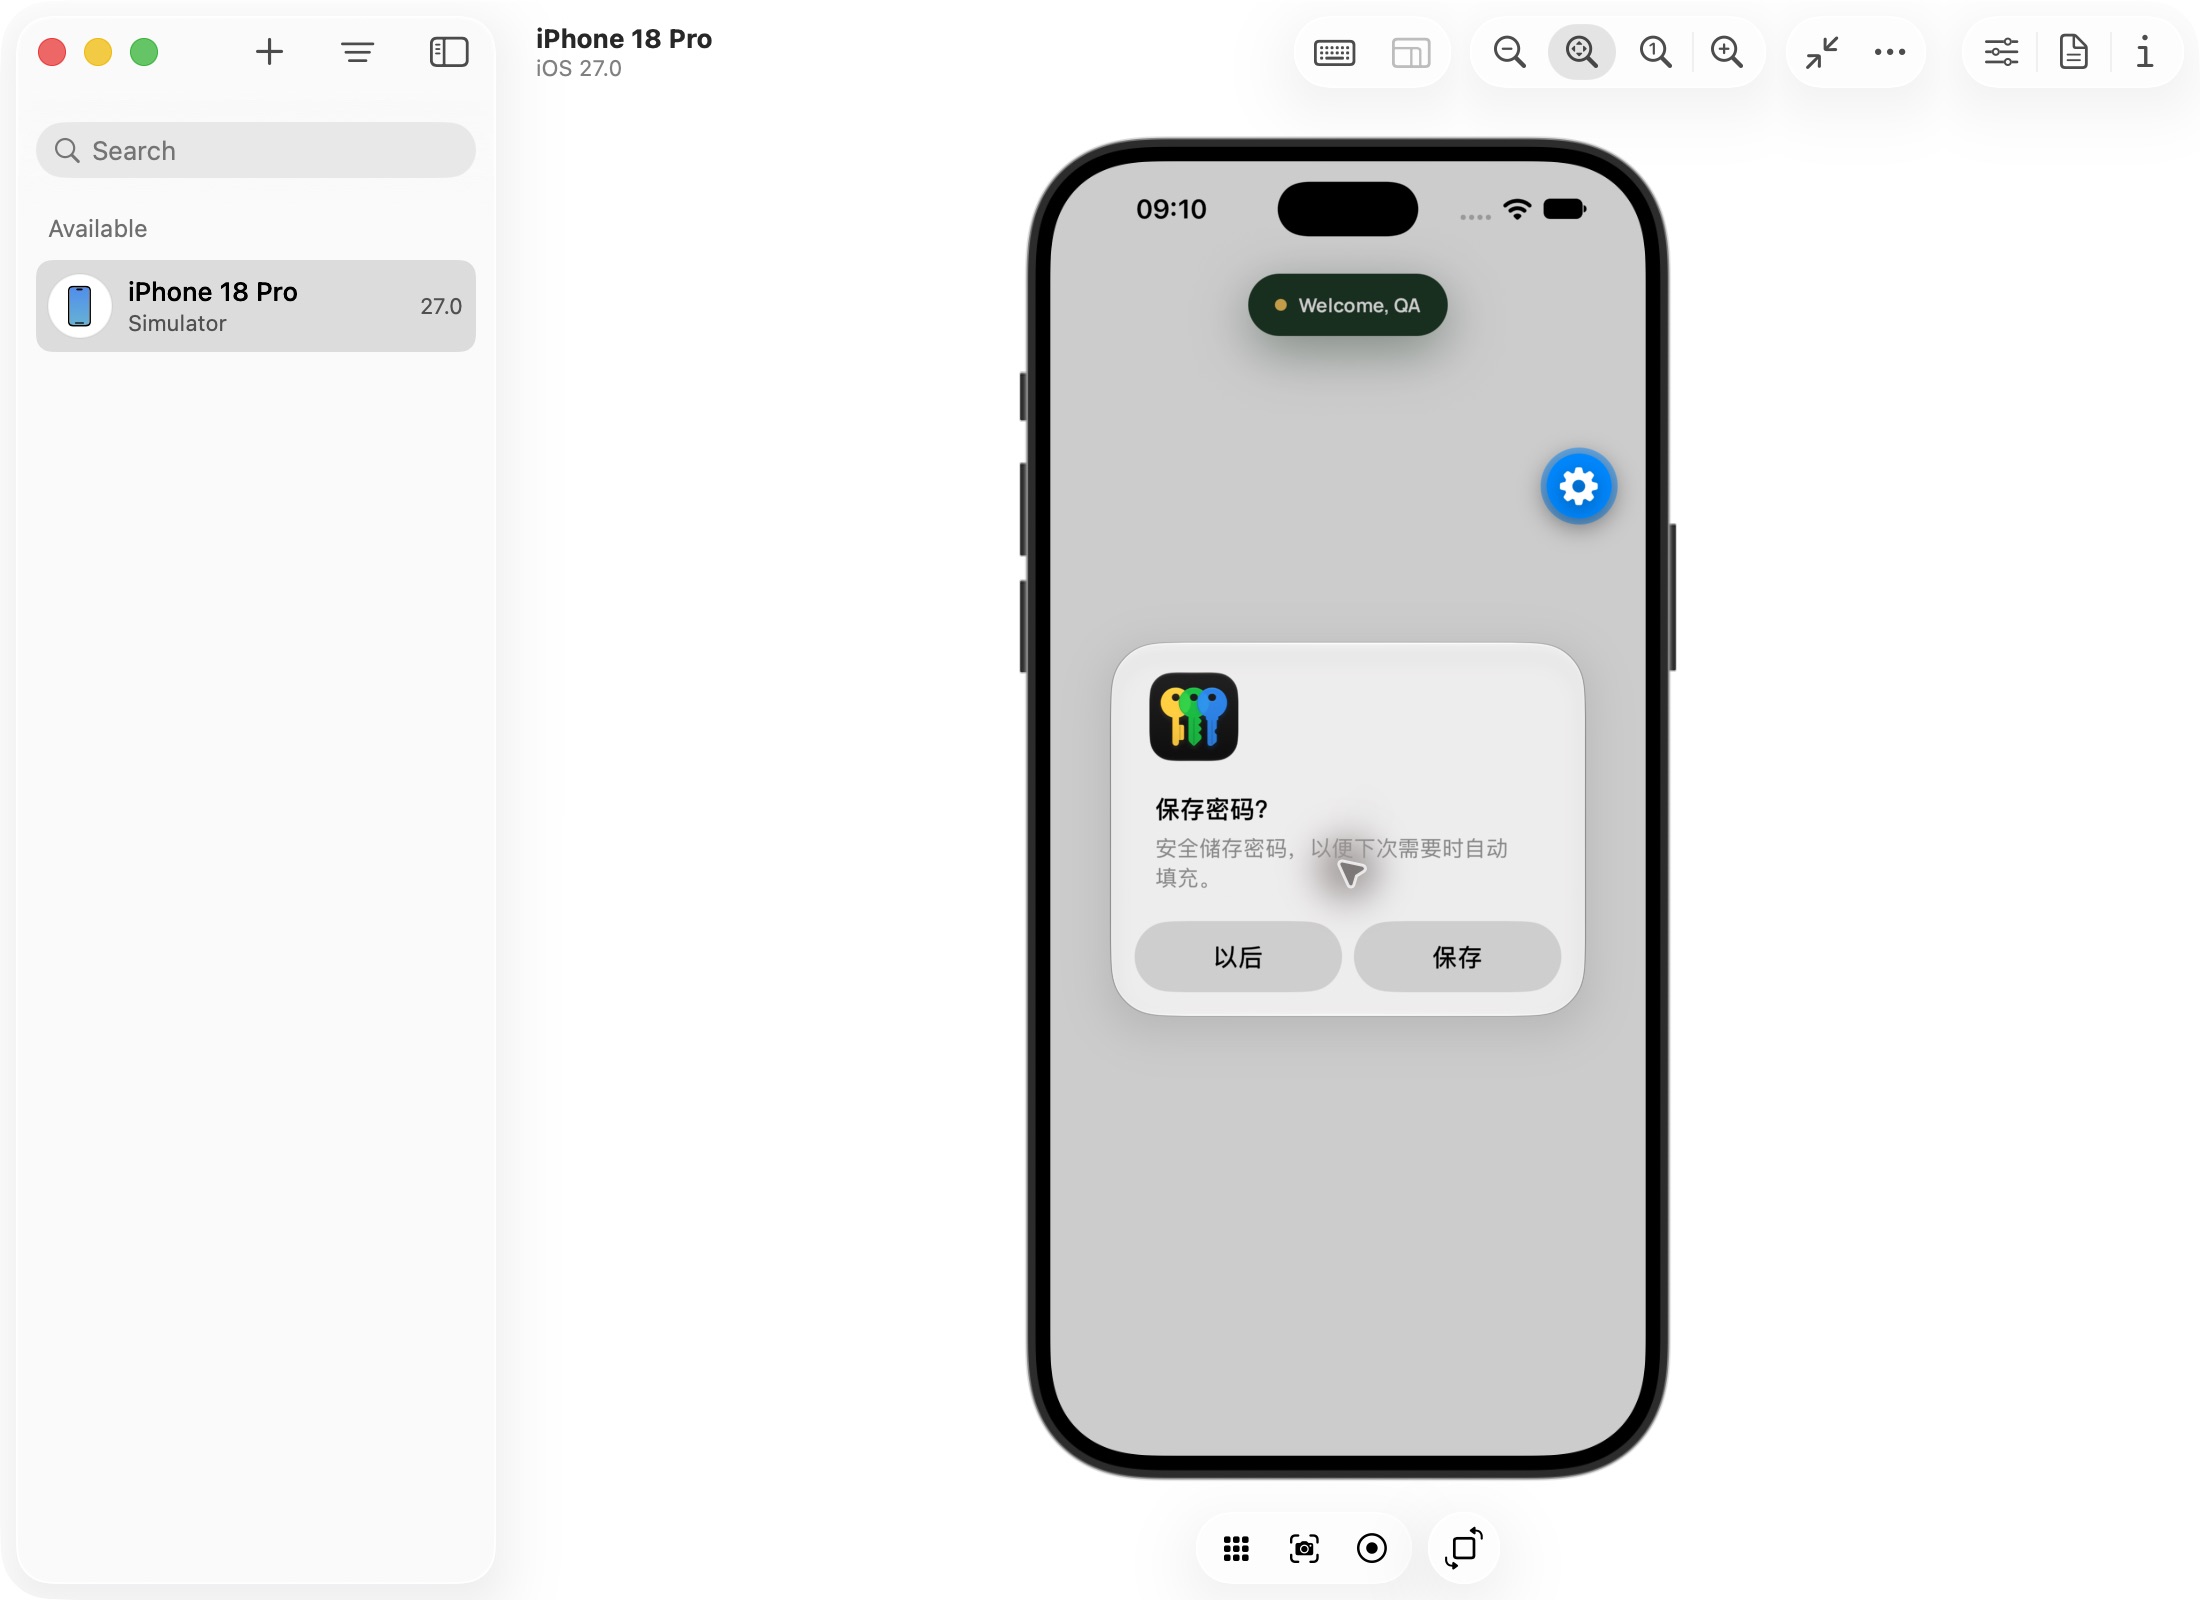 iPhone 18 Pro
iOS 27.0
Search
Available
iPhone 18 Pro
Simulator
27.0
09:10
Welcome, QA
保存密码?
安全储存密码，以便下次需要时自动
填充。
以后
保存